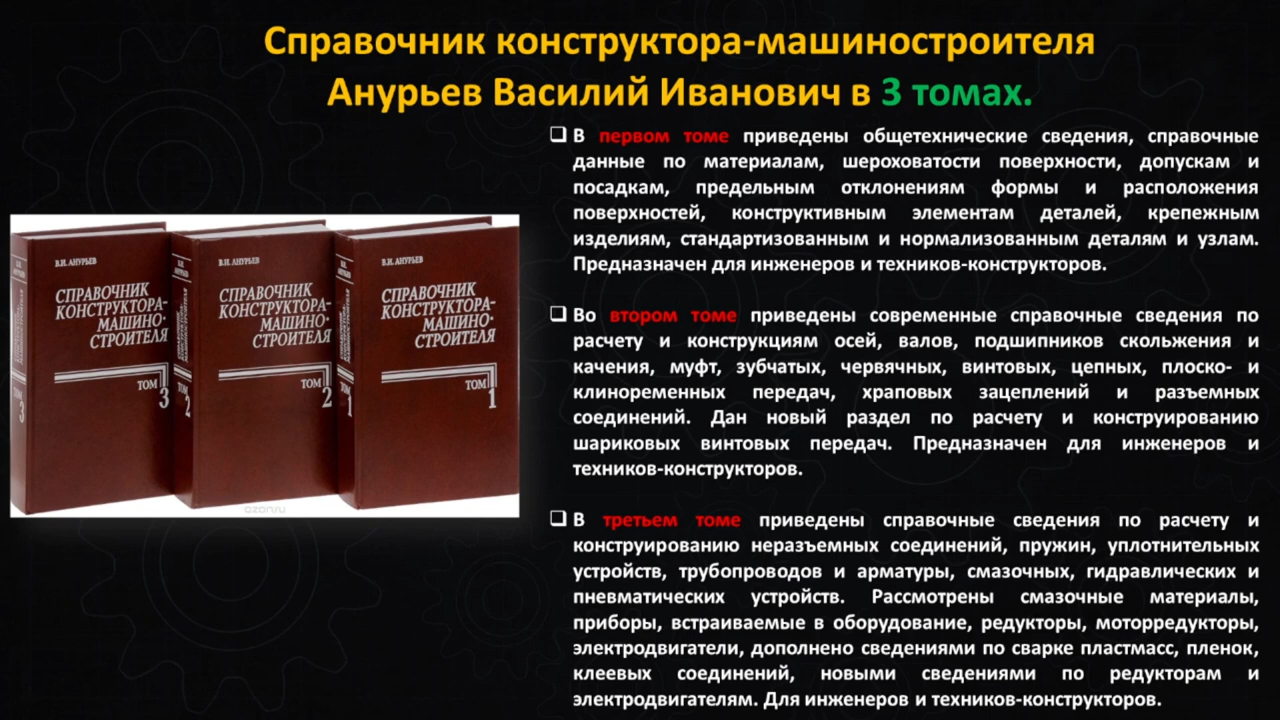 Справочник конструктора-машиностроителя
Анурьев Василий Иванович в 3 томах.
В первом томе приведены общетехнические сведения, справочные
данные по материалам, шероховатости поверхности, допускам и
посадкам, предельным отклонениям формы и расположения
поверхностей, конструктивным элементам деталей, крепежным
изделиям, стандартизованным и нормализованным деталям и узлам.
Предназначен для инженеров и техников-конструкторов.
Во втором томе приведены современные справочные сведения по
расчету и конструкциям осей, валов, подшипников скольжения и
качения, муфт, зубчатых, червячных, винтовых, цепных, плоско- и
клиноременных передач, храповых зацеплений и разъемных
соединений. Дан новый раздел по расчету и конструированию
шариковых винтовых передач. Предназначен для инженеров и
техников-конструкторов.
В третьем томе приведены справочные сведения по расчету и
конструированию неразъемных соединений, пружин, уплотнительных
устройств, трубопроводов и арматуры, смазочных, гидравлических и
пневматических устройств. Рассмотрены смазочные материалы,
приборы, встраиваемые в оборудование, редукторы, моторредукторы,
электродвигатели, дополнено сведениями по сварке пластмасс, пленок,
клеевых соединений, новыми сведениями по редукторам и
электродвигателям. Для инженеров и техников-конструкторов.
В.И. АНУРЬЕВ
СПРАВОЧНИК
КОНСТРУКТОРА-
МАШИНО-
СТРОИТЕЛЯ
ТОМ
3
ТОМ
3
В.И. АНУРЬЕВ
СПРАВОЧНИК
КОНСТРУКТОРА-
МАШИНО-
СТРОИТЕЛЯ
ТОМ
2
ТОМ
2
В.И. АНУРЬЕВ
СПРАВОЧНИК
КОНСТРУКТОРА-
МАШИНО-
СТРОИТЕЛЯ
ТОМ
1
ТОМ
1
ozon.ru